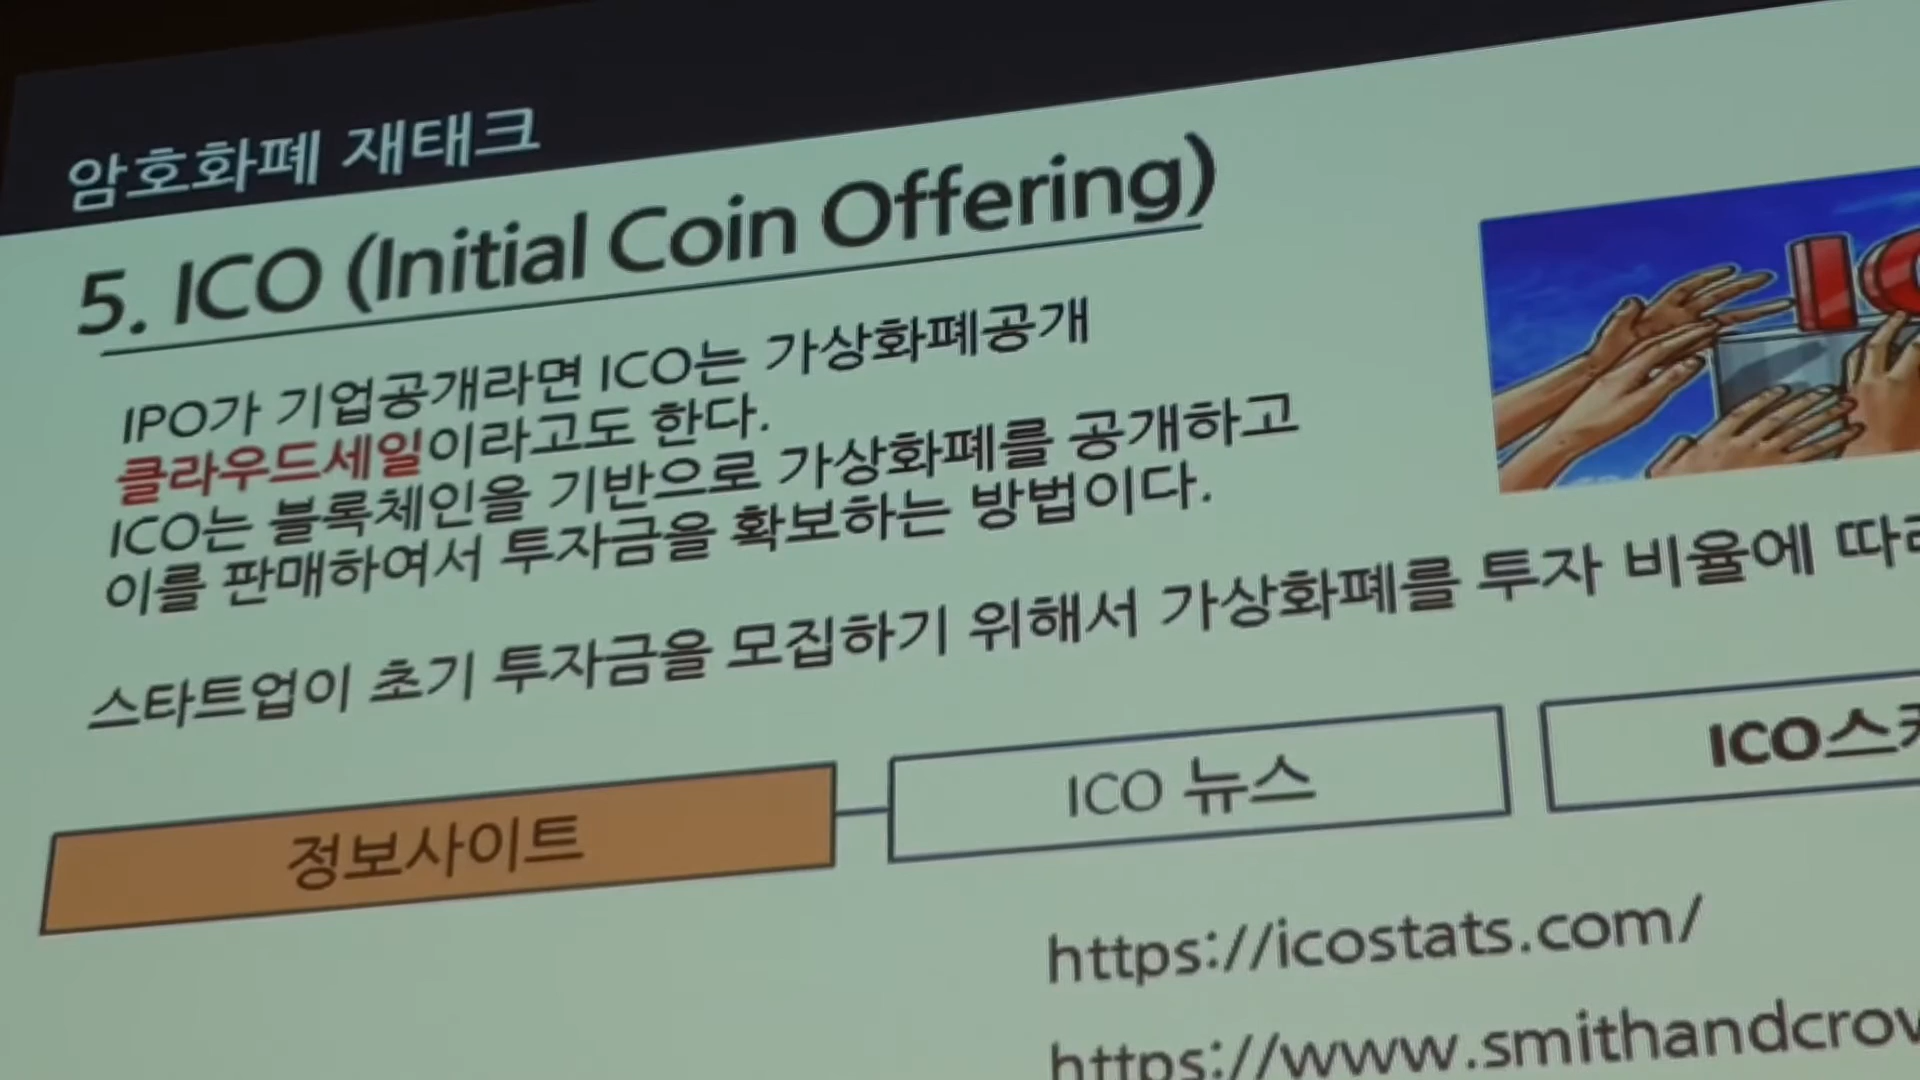 암호화폐 재태크
5. ICO (Initial Coin Offering)
IPO가 기업공개라면 ICO는 가상화폐공개
클라우드세일이라고도 한다.
ICO는 블록체인을 기반으로 가상화폐를 공개하고
이를 판매하여서 투자금을 확보하는 방법이다.
스타트업이 초기 투자금을 모집하기 위해서 가상화폐를 투자 비율에
정보사이트
ICO 뉴스
https://icostats.com/